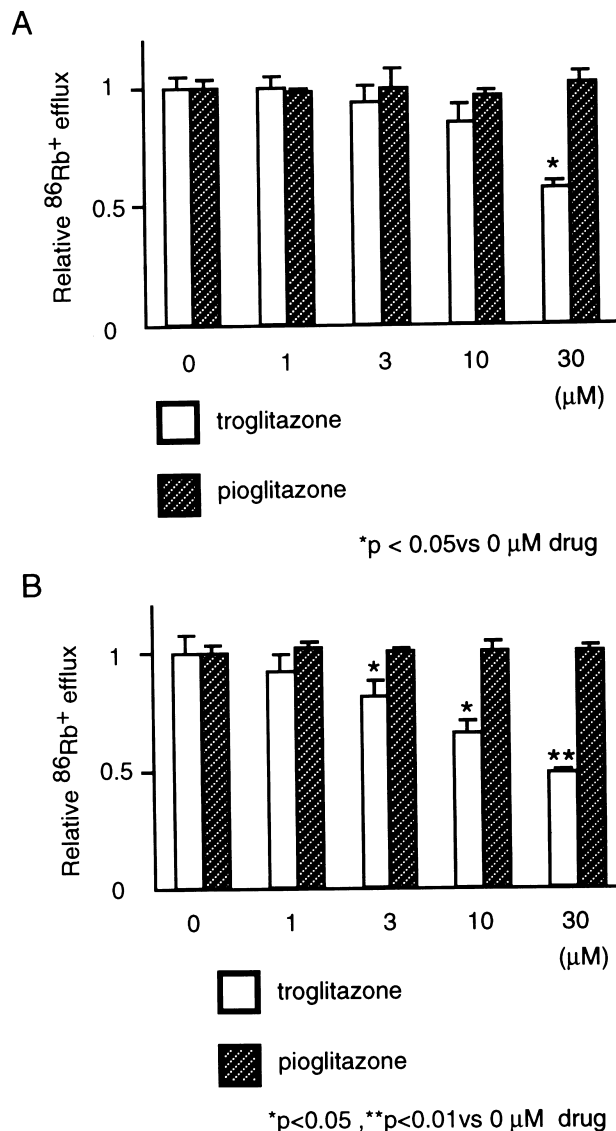 A
Relative ⁸⁶Rb⁺ efflux
1
0.5
0
0 1 3 10 30
(μM)
*
troglitazone
pioglitazone
*p < 0.05vs 0 μM drug
B
Relative ⁸⁶Rb⁺ efflux
1
0.5
0
* * **
0 1 3 10 30
(μM)
troglitazone
pioglitazone
*p<0.05 ,**p<0.01vs 0 μM drug